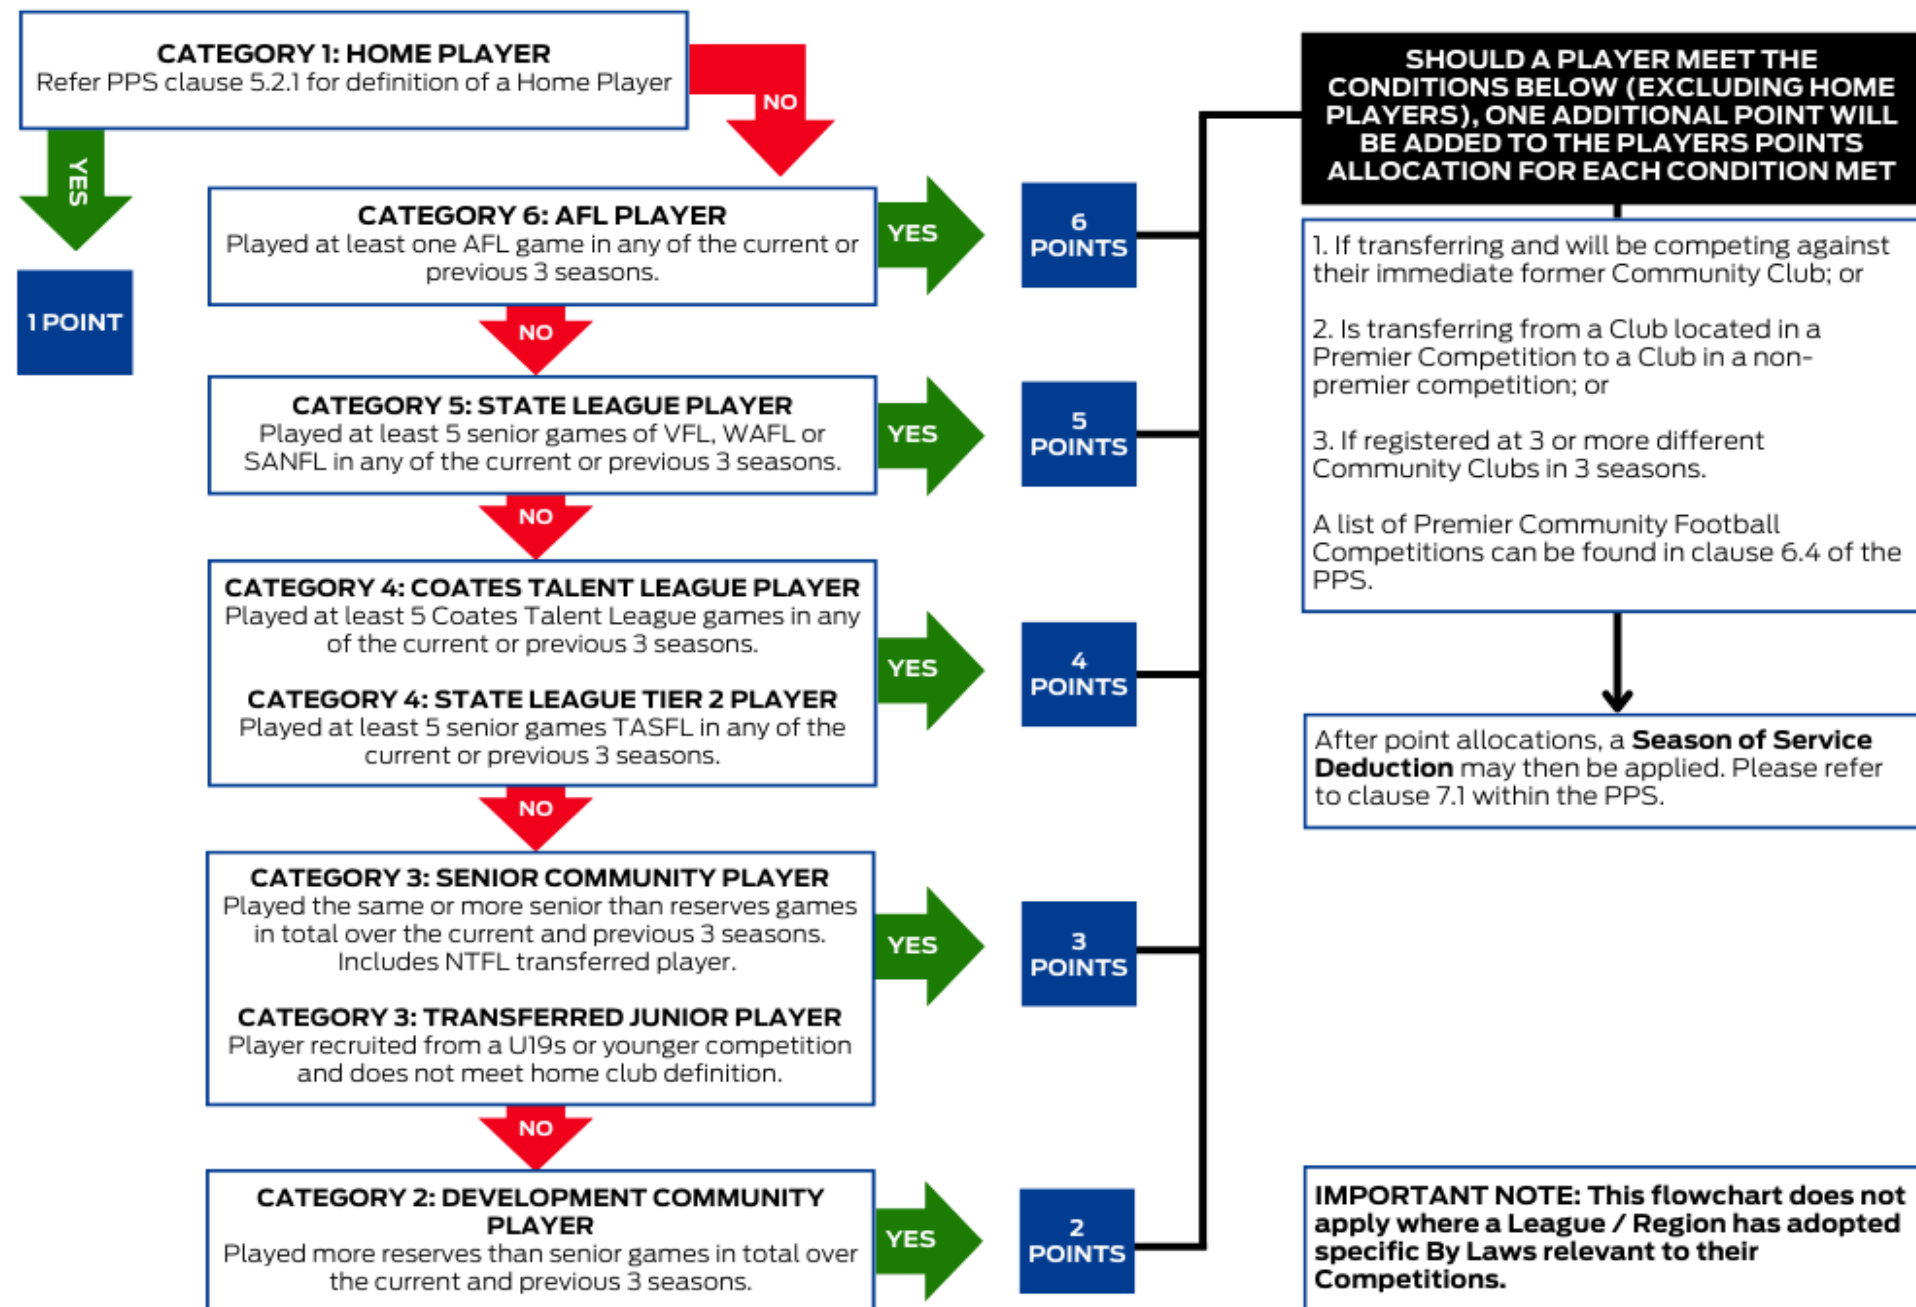 CATEGORY 1: HOME PLAYER
Refer PPS clause 5.2.1 for definition of a Home Player
NO
YES
1 POINT
CATEGORY 6: AFL PLAYER
Played at least one AFL game in any of the current or
previous 3 seasons.
YES
6
POINTS
NO
CATEGORY 5: STATE LEAGUE PLAYER
Played at least 5 senior games of VFL, WAFL or
SANFL in any of the current or previous 3 seasons.
YES
5
POINTS
NO
CATEGORY 4: COATES TALENT LEAGUE PLAYER
Played at least 5 Coates Talent League games in any
of the current or previous 3 seasons.
CATEGORY 4: STATE LEAGUE TIER 2 PLAYER
Played at least 5 senior games TASFL in any of the
current or previous 3 seasons.
YES
4
POINTS
NO
CATEGORY 3: SENIOR COMMUNITY PLAYER
Played the same or more senior than reserves games
in total over the current and previous 3 seasons.
Includes NTFL transferred player.
CATEGORY 3: TRANSFERRED JUNIOR PLAYER
Player recruited from a U19s or younger competition
and does not meet home club definition.
YES
3
POINTS
NO
CATEGORY 2: DEVELOPMENT COMMUNITY
PLAYER
Played more reserves than senior games in total over
the current and previous 3 seasons.
YES
2
POINTS
SHOULD A PLAYER MEET THE
CONDITIONS BELOW (EXCLUDING HOME
PLAYERS), ONE ADDITIONAL POINT WILL
BE ADDED TO THE PLAYERS POINTS
ALLOCATION FOR EACH CONDITION MET
1. If transferring and will be competing against
their immediate former Community Club; or
2. Is transferring from a Club located in a
Premier Competition to a Club in a non-
premier competition; or
3. If registered at 3 or more different
Community Clubs in 3 seasons.
A list of Premier Community Football
Competitions can be found in clause 6.4 of the
PPS.
After point allocations, a Season of Service
Deduction may then be applied. Please refer
to clause 7.1 within the PPS.
IMPORTANT NOTE: This flowchart does not
apply where a League / Region has adopted
specific By Laws relevant to their
Competitions.